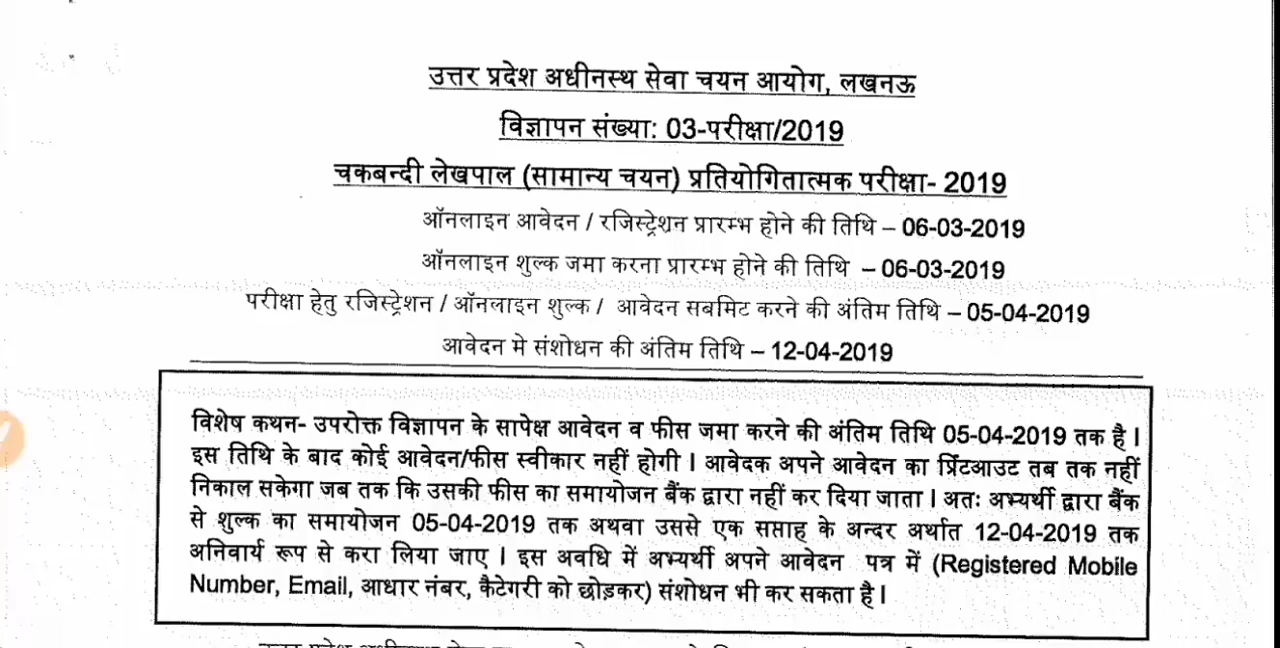 उत्तर प्रदेश अधीनस्थ सेवा चयन आयोग, लखनऊ
विज्ञापन संख्या: 03-परीक्षा/2019
चकबन्दी लेखपाल (सामान्य चयन) प्रतियोगितात्मक परीक्षा- 2019
ऑनलाइन आवेदन / रजिस्ट्रेशन प्रारम्भ होने की तिथि – 06-03-2019
ऑनलाइन शुल्क जमा करना प्रारम्भ होने की तिथि – 06-03-2019
परीक्षा हेतु रजिस्ट्रेशन / ऑनलाइन शुल्क / आवेदन सबमिट करने की अंतिम तिथि – 05-04-2019
आवेदन मे संशोधन की अंतिम तिथि – 12-04-2019
विशेष कथन- उपरोक्त विज्ञापन के सापेक्ष आवेदन व फीस जमा करने की अंतिम तिथि 05-04-2019 तक है।
इस तिथि के बाद कोई आवेदन/फीस स्वीकार नहीं होगी । आवेदक अपने आवेदन का प्रिंटआउट तब तक नहीं
निकाल सकेगा जब तक कि उसकी फीस का समायोजन बैंक द्वारा नहीं कर दिया जाता । अतः अभ्यर्थी द्वारा बैंक
से शुल्क का समायोजन 05-04-2019 तक अथवा उससे एक सप्ताह के अन्दर अर्थात 12-04-2019 तक
अनिवार्य रूप से करा लिया जाए । इस अवधि में अभ्यर्थी अपने आवेदन पत्र में (Registered Mobile
Number, Email, आधार नंबर, कैटेगरी को छोड़कर) संशोधन भी कर सकता है।